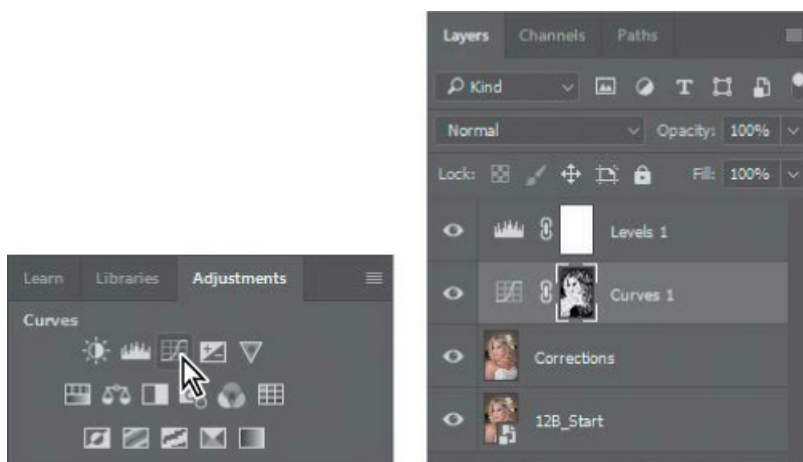 Learn Libraries Adjustments
Curves
Layers Channels Paths
Kind
Normal Opacity: 100%
Lock: Fill: 100%
Levels 1
Curves 1
Corrections
12B_Start